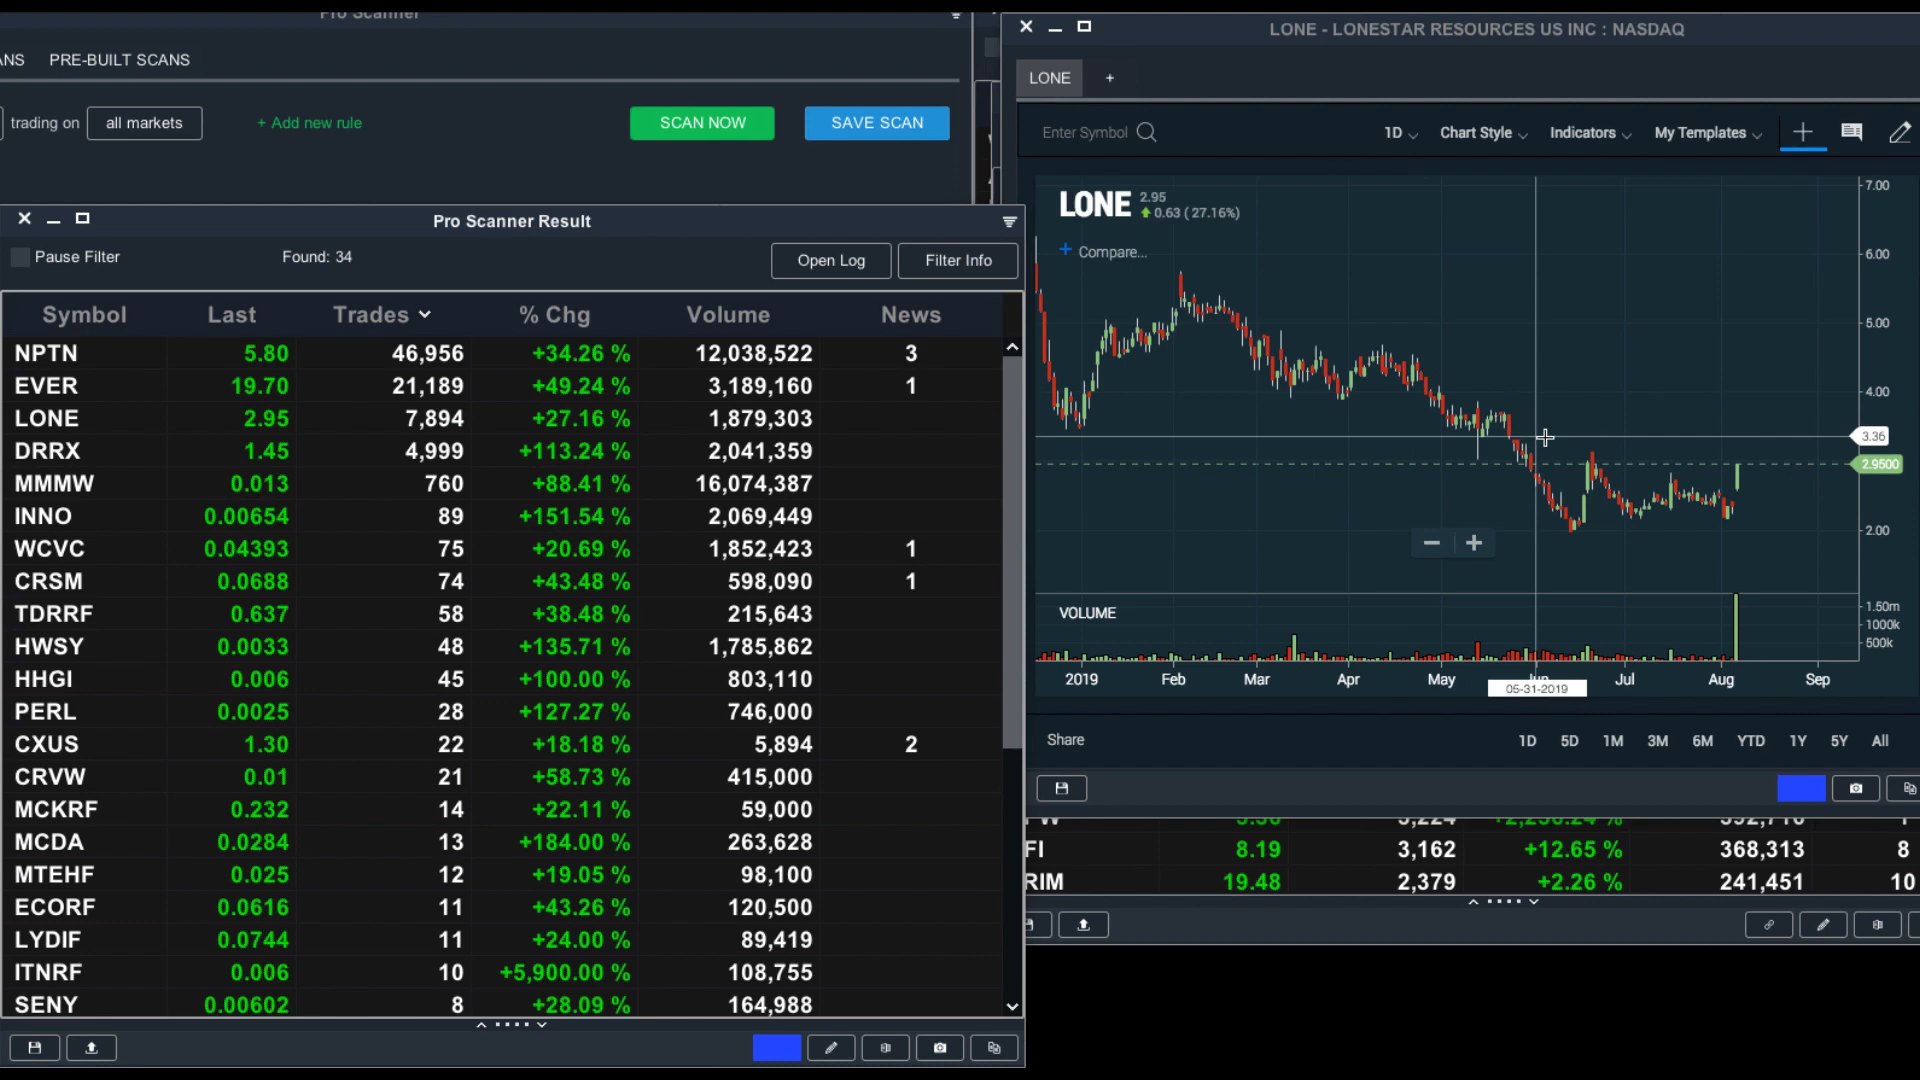 Pro Scanner
ANS PRE-BUILT SCANS
trading on all markets + Add new rule SCAN NOW SAVE SCAN
Pro Scanner Result
Pause Filter Found: 34 Open Log Filter Info
Symbol Last Trades % Chg Volume News
NPTN 5.80 46,956 +34.26 % 12,038,522 3
EVER 19.70 21,189 +49.24 % 3,189,160 1
LONE 2.95 7,894 +27.16 % 1,879,303
DRRX 1.45 4,999 +113.24 % 2,041,359
MMMW 0.013 760 +88.41 % 16,074,387
INNO 0.00654 89 +151.54 % 2,069,449
WCVC 0.04393 75 +20.69 % 1,852,423 1
CRSM 0.0688 74 +43.48 % 598,090 1
TDRRF 0.637 58 +38.48 % 215,643
HWSY 0.0033 48 +135.71 % 1,785,862
HHGI 0.006 45 +100.00 % 803,110
PERL 0.0025 28 +127.27 % 746,000
CXUS 1.30 22 +18.18 % 5,894 2
CRVW 0.01 21 +58.73 % 415,000
MCKRF 0.232 14 +22.11 % 59,000
MCDA 0.0284 13 +184.00 % 263,628
MTEHF 0.025 12 +19.05 % 98,100
ECORF 0.0616 11 +43.26 % 120,500
LYDIF 0.0744 11 +24.00 % 89,419
ITNRF 0.006 10 +5,900.00 % 108,755
SENY 0.00602 8 +28.09 % 164,988
LONE - LONESTAR RESOURCES US INC : NASDAQ
LONE +
Enter Symbol 1D Chart Style Indicators My Templates
LONE 2.95
0.63 ( 27.16%)
+ Compare...
7.00
6.00
5.00
4.00
3.36
2.9500
2.00
VOLUME
1.50m
1000k
500k
2019 Feb Mar Apr May Jun Jul Aug Sep
05-31-2019
Share 1D 5D 1M 3M 6M YTD 1Y 5Y All
FI 8.19 3,162 +12.65 % 368,313 8
RIM 19.48 2,379 +2.26 % 241,451 10